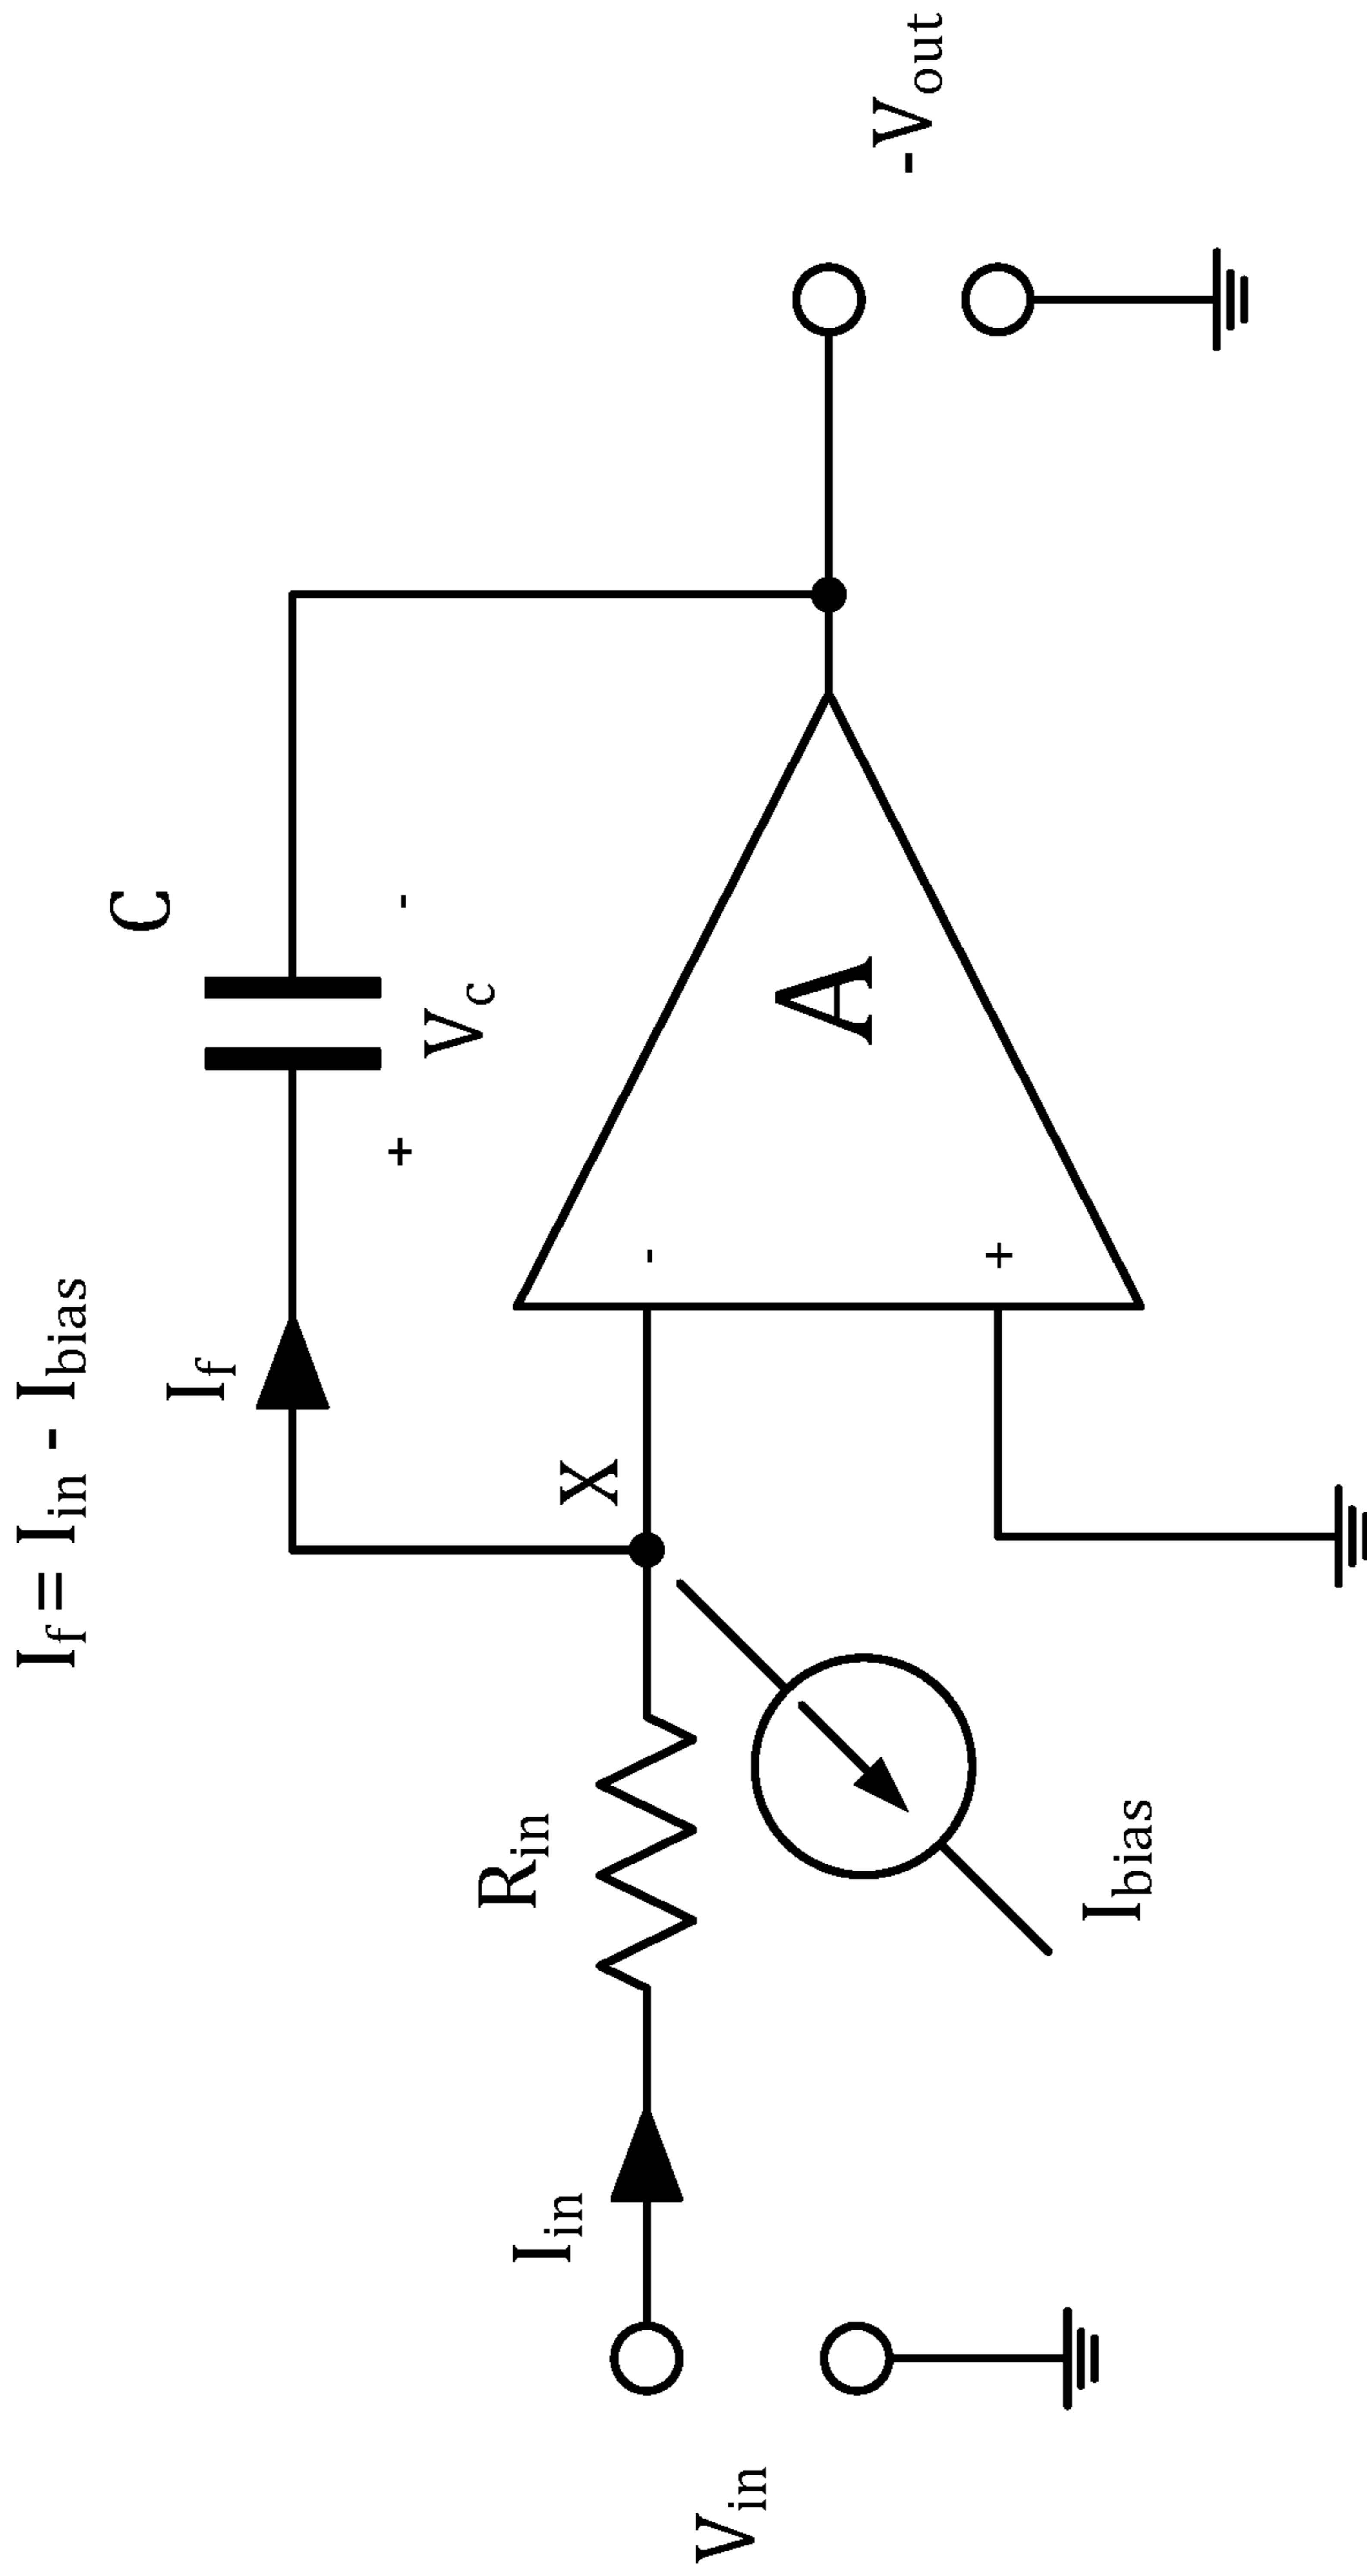 I_f = I_in - I_bias
I_f
C
+
V_c
-
X
R_in
I_in
-
A
+
V_in
I_bias
-V_out